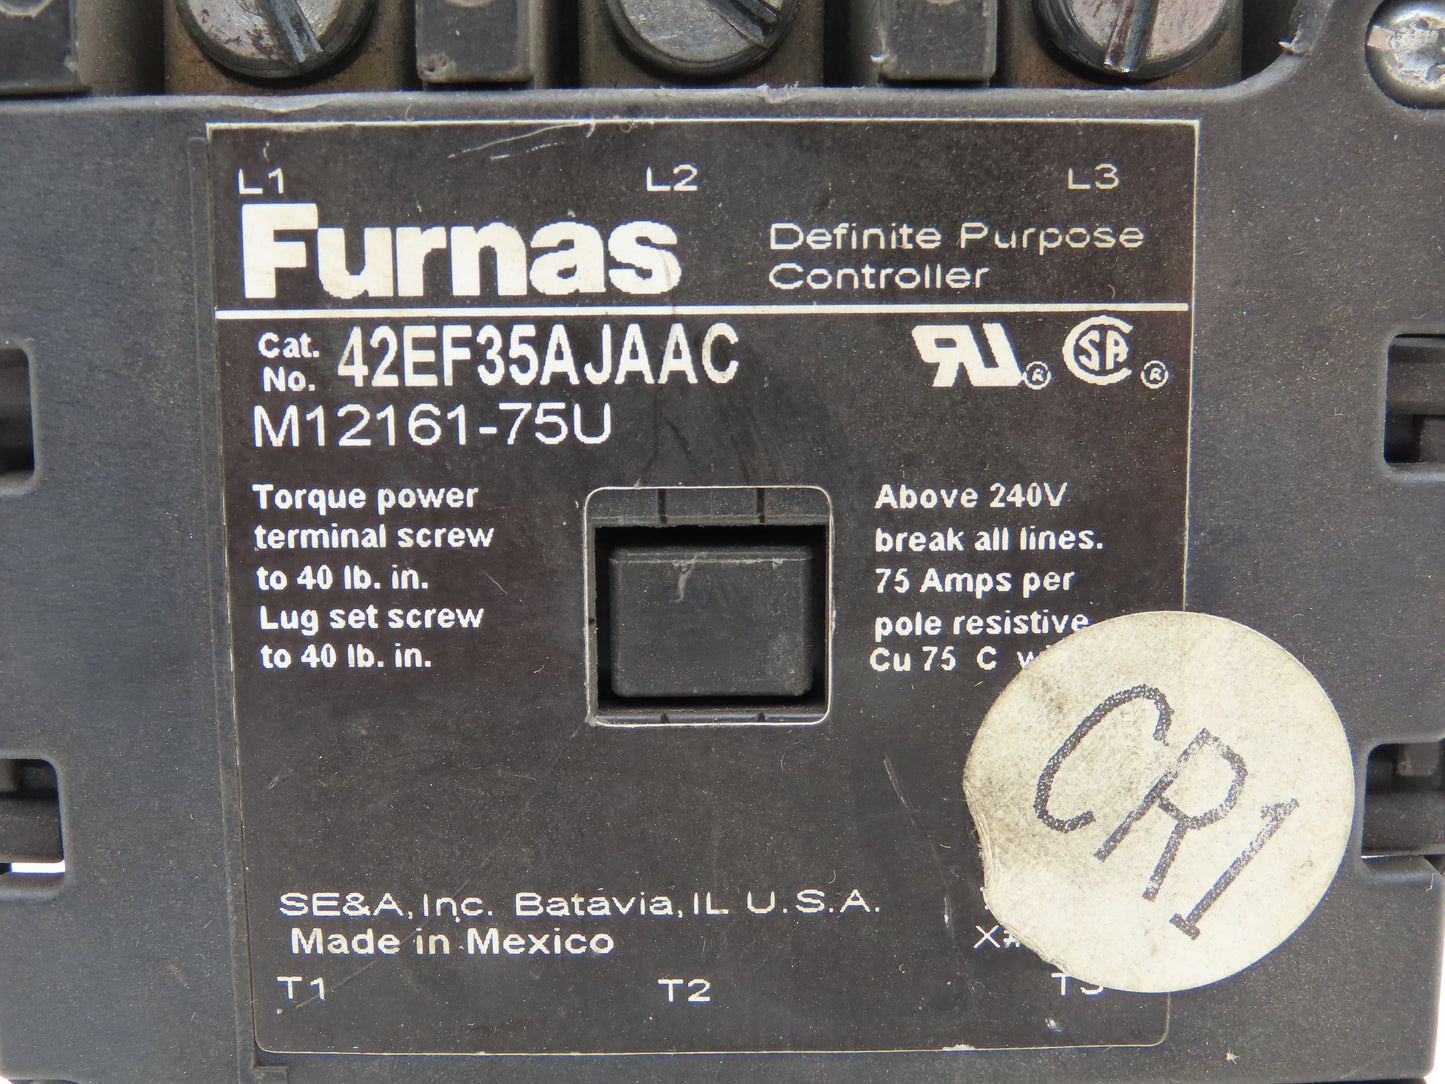 L1 L2 L3
Furnas
Definite Purpose
Controller
Cat. No. 42EF35AJAAC
M12161-75U
Torque power
terminal screw
to 40 lb. in.
Lug set screw
to 40 lb. in.
Above 240V
break all lines.
75 Amps per
pole resistive
Cu 75 C
SE&A, Inc. Batavia, IL U.S.A.
Made in Mexico
X#
T1 T2 T3
CR1